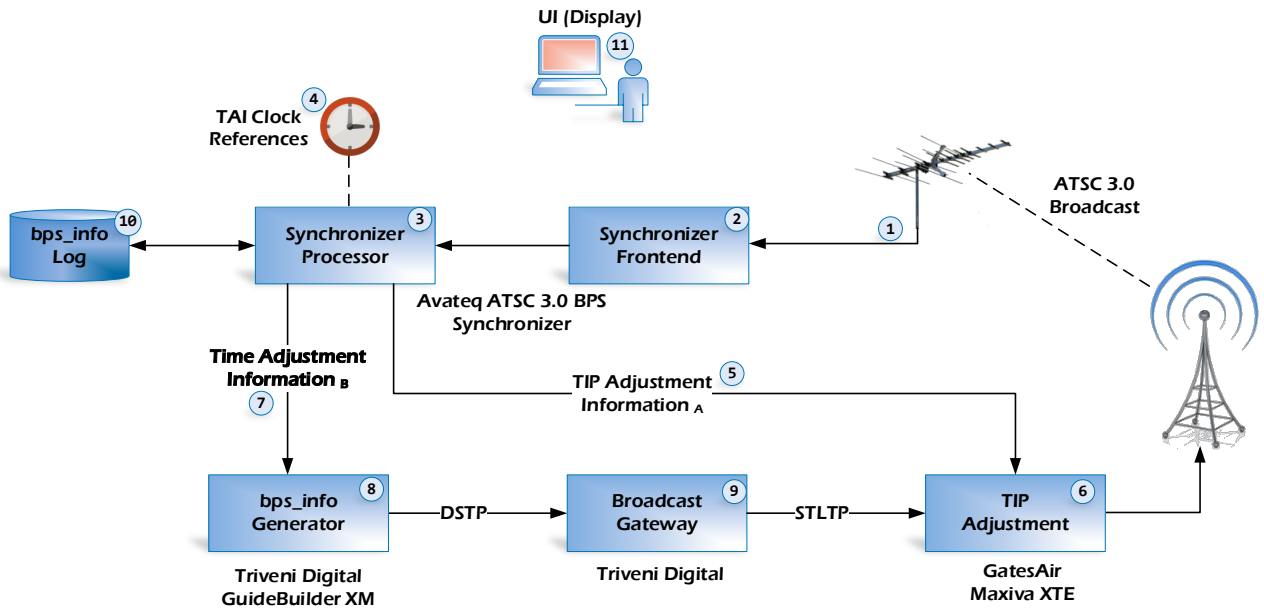 UI (Display)
11
4
TAI Clock
References
ATSC 3.0
Broadcast
10
bps_info
Log
3
Synchronizer
Processor
2
Synchronizer
Frontend
1
Avateq ATSC 3.0 BPS
Synchronizer
Time Adjustment
Information B
7
TIP Adjustment
Information A
5
8
bps_info
Generator
DSTP
9
Broadcast
Gateway
STLTP
6
TIP
Adjustment
Triveni Digital
GuideBuilder XM
Triveni Digital
GatesAir
Maxiva XTE